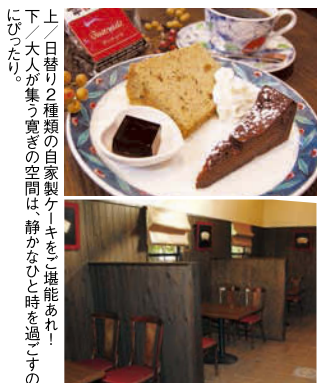 上／日替り２種類の自家製ケーキをご堪能あれ！
下／大人が集う寛ぎの空間は、静かなひと時を過ごすの
にぴったり。